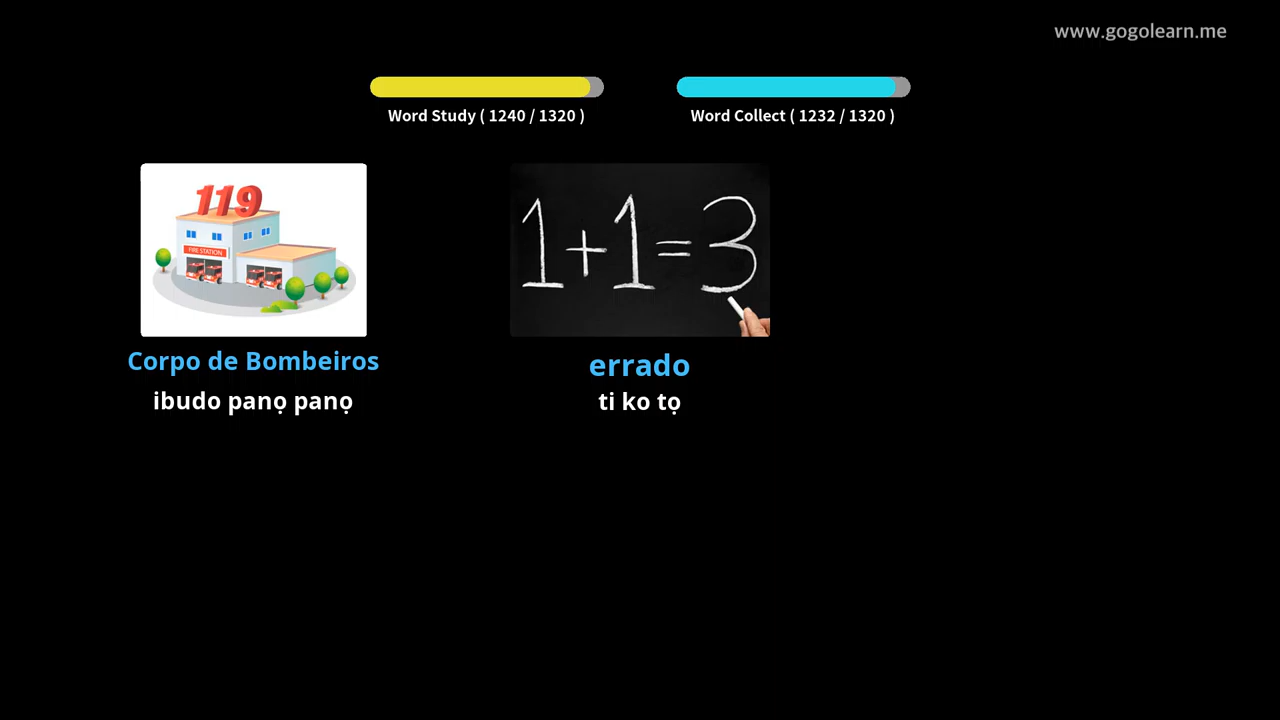 www.gogolearn.me
Word Study ( 1240 / 1320 )
Word Collect ( 1232 / 1320 )
119
FIRE STATION
1+1=3
Corpo de Bombeiros
errado
ibudo panọ panọ
ti ko tọ